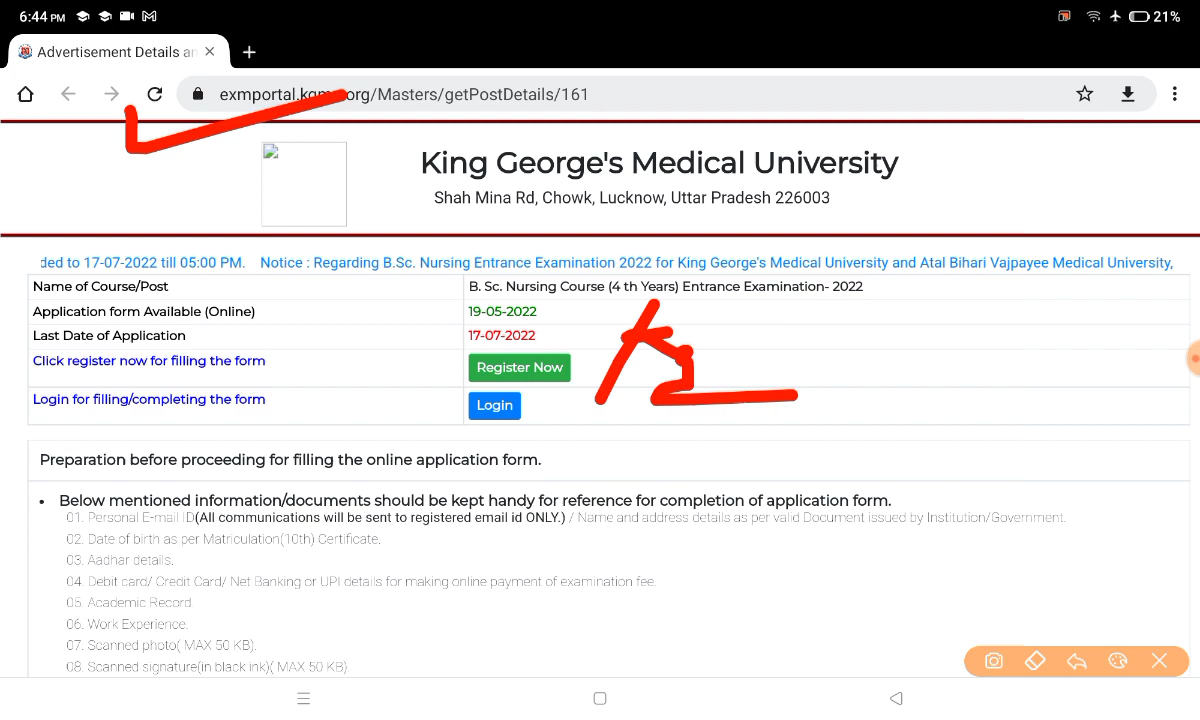 6:44 PM
21%
Advertisement Details an
exmportal.kgm org/Masters/getPostDetails/161
King George's Medical University
Shah Mina Rd, Chowk, Lucknow, Uttar Pradesh 226003
ded to 17-07-2022 till 05:00 PM. Notice : Regarding B.Sc. Nursing Entrance Examination 2022 for King George's Medical University and Atal Bihari Vajpayee Medical University,
Name of Course/Post B. Sc. Nursing Course (4 th Years) Entrance Examination- 2022
Application form Available (Online) 19-05-2022
Last Date of Application 17-07-2022
Click register now for filling the form Register Now
Login for filling/completing the form Login
Preparation before proceeding for filling the online application form.
• Below mentioned information/documents should be kept handy for reference for completion of application form.
01. Personal E-mail ID(All communications will be sent to registered email id ONLY.) / Name and address details as per valid Document issued by Institution/Government.
02. Date of birth as per Matriculation(10th) Certificate.
03. Aadhar details.
04. Debit card/ Credit Card/ Net Banking or UPI details for making online payment of examination fee.
05. Academic Record
06. Work Experience.
07. Scanned photo( MAX 50 KB).
08. Scanned signature(in black ink)( MAX 50 KB)